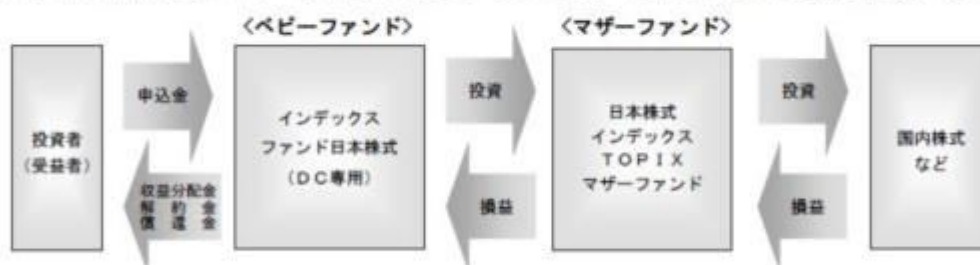 〈ベビーファンド〉
〈マザーファンド〉
投資者
(受益者)
申込金
収益分配金
解約金
償還金
インデックス
ファンド日本株式
(DC専用)
投資
損益
日本株式
インデックス
TOPIX
マザーファンド
投資
損益
国内株式
など